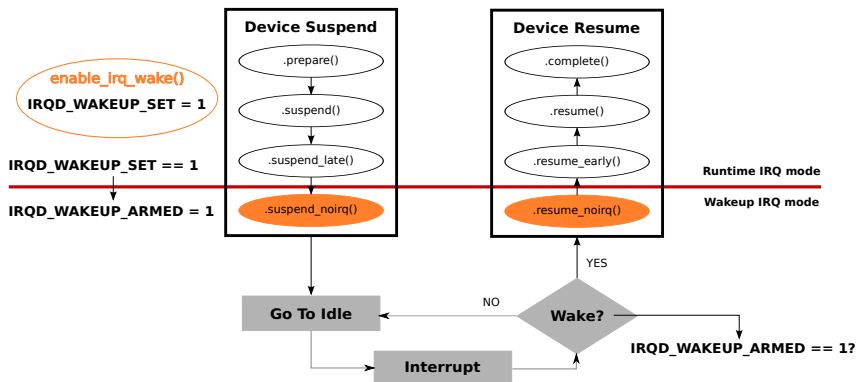 Device Suspend
Device Resume
.prepare()
.complete()
enable_irq_wake()
IRQD_WAKEUP_SET = 1
.suspend()
.resume()
.suspend_late()
.resume_early()
IRQD_WAKEUP_SET == 1
Runtime IRQ mode
IRQD_WAKEUP_ARMED = 1
.suspend_noirq()
.resume_noirq()
Wakeup IRQ mode
YES
NO
Go To Idle
Wake?
IRQD_WAKEUP_ARMED == 1?
Interrupt